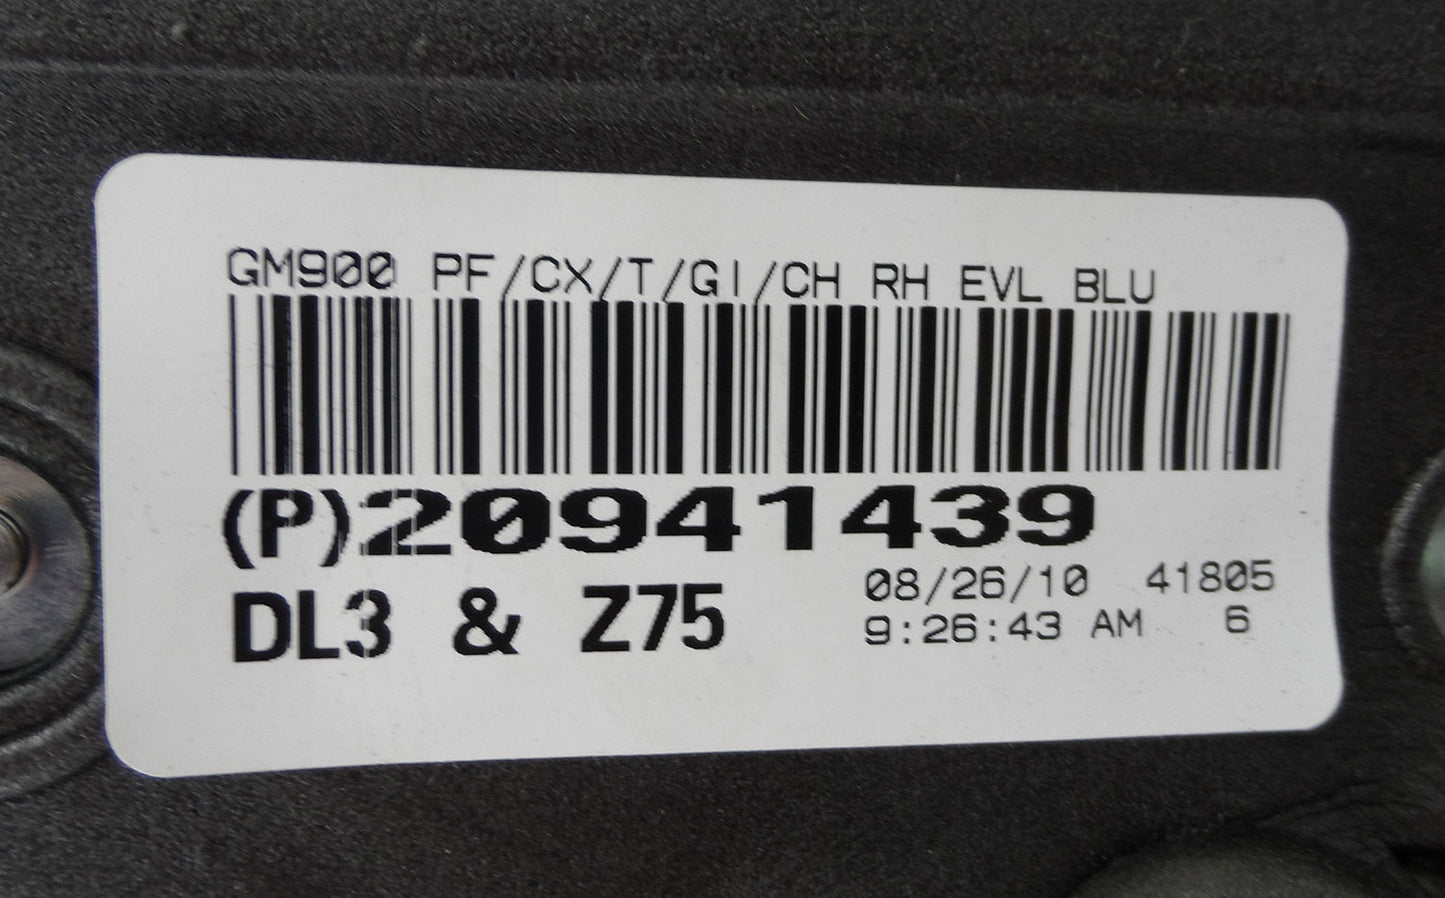 GM900 PF/CX/T/GI/CH RH EVL BLU
(P)20941439
DL3 & Z75
08/26/10 41805
9:26:43 AM 6